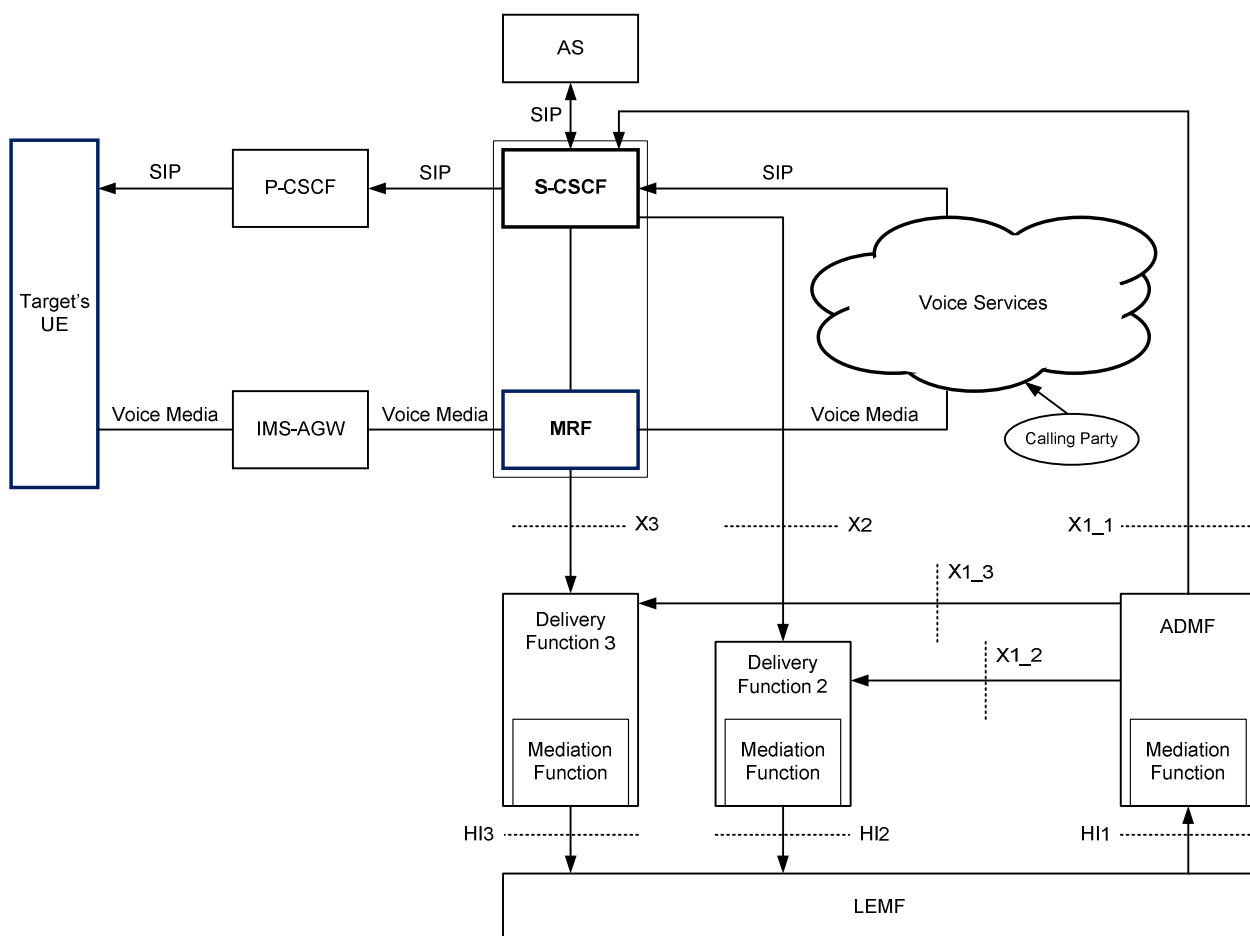 AS
SIP
SIP
P-CSCF
SIP
S-CSCF
SIP
Target's
UE
Voice Services
Voice Media
IMS-AGW
Voice Media
MRF
Voice Media
Calling Party
X3
X2
X1_1
X1_3
Delivery
Function 3
ADMF
X1_2
Delivery
Function 2
Mediation
Function
Mediation
Function
Mediation
Function
HI3
HI2
HI1
LEMF